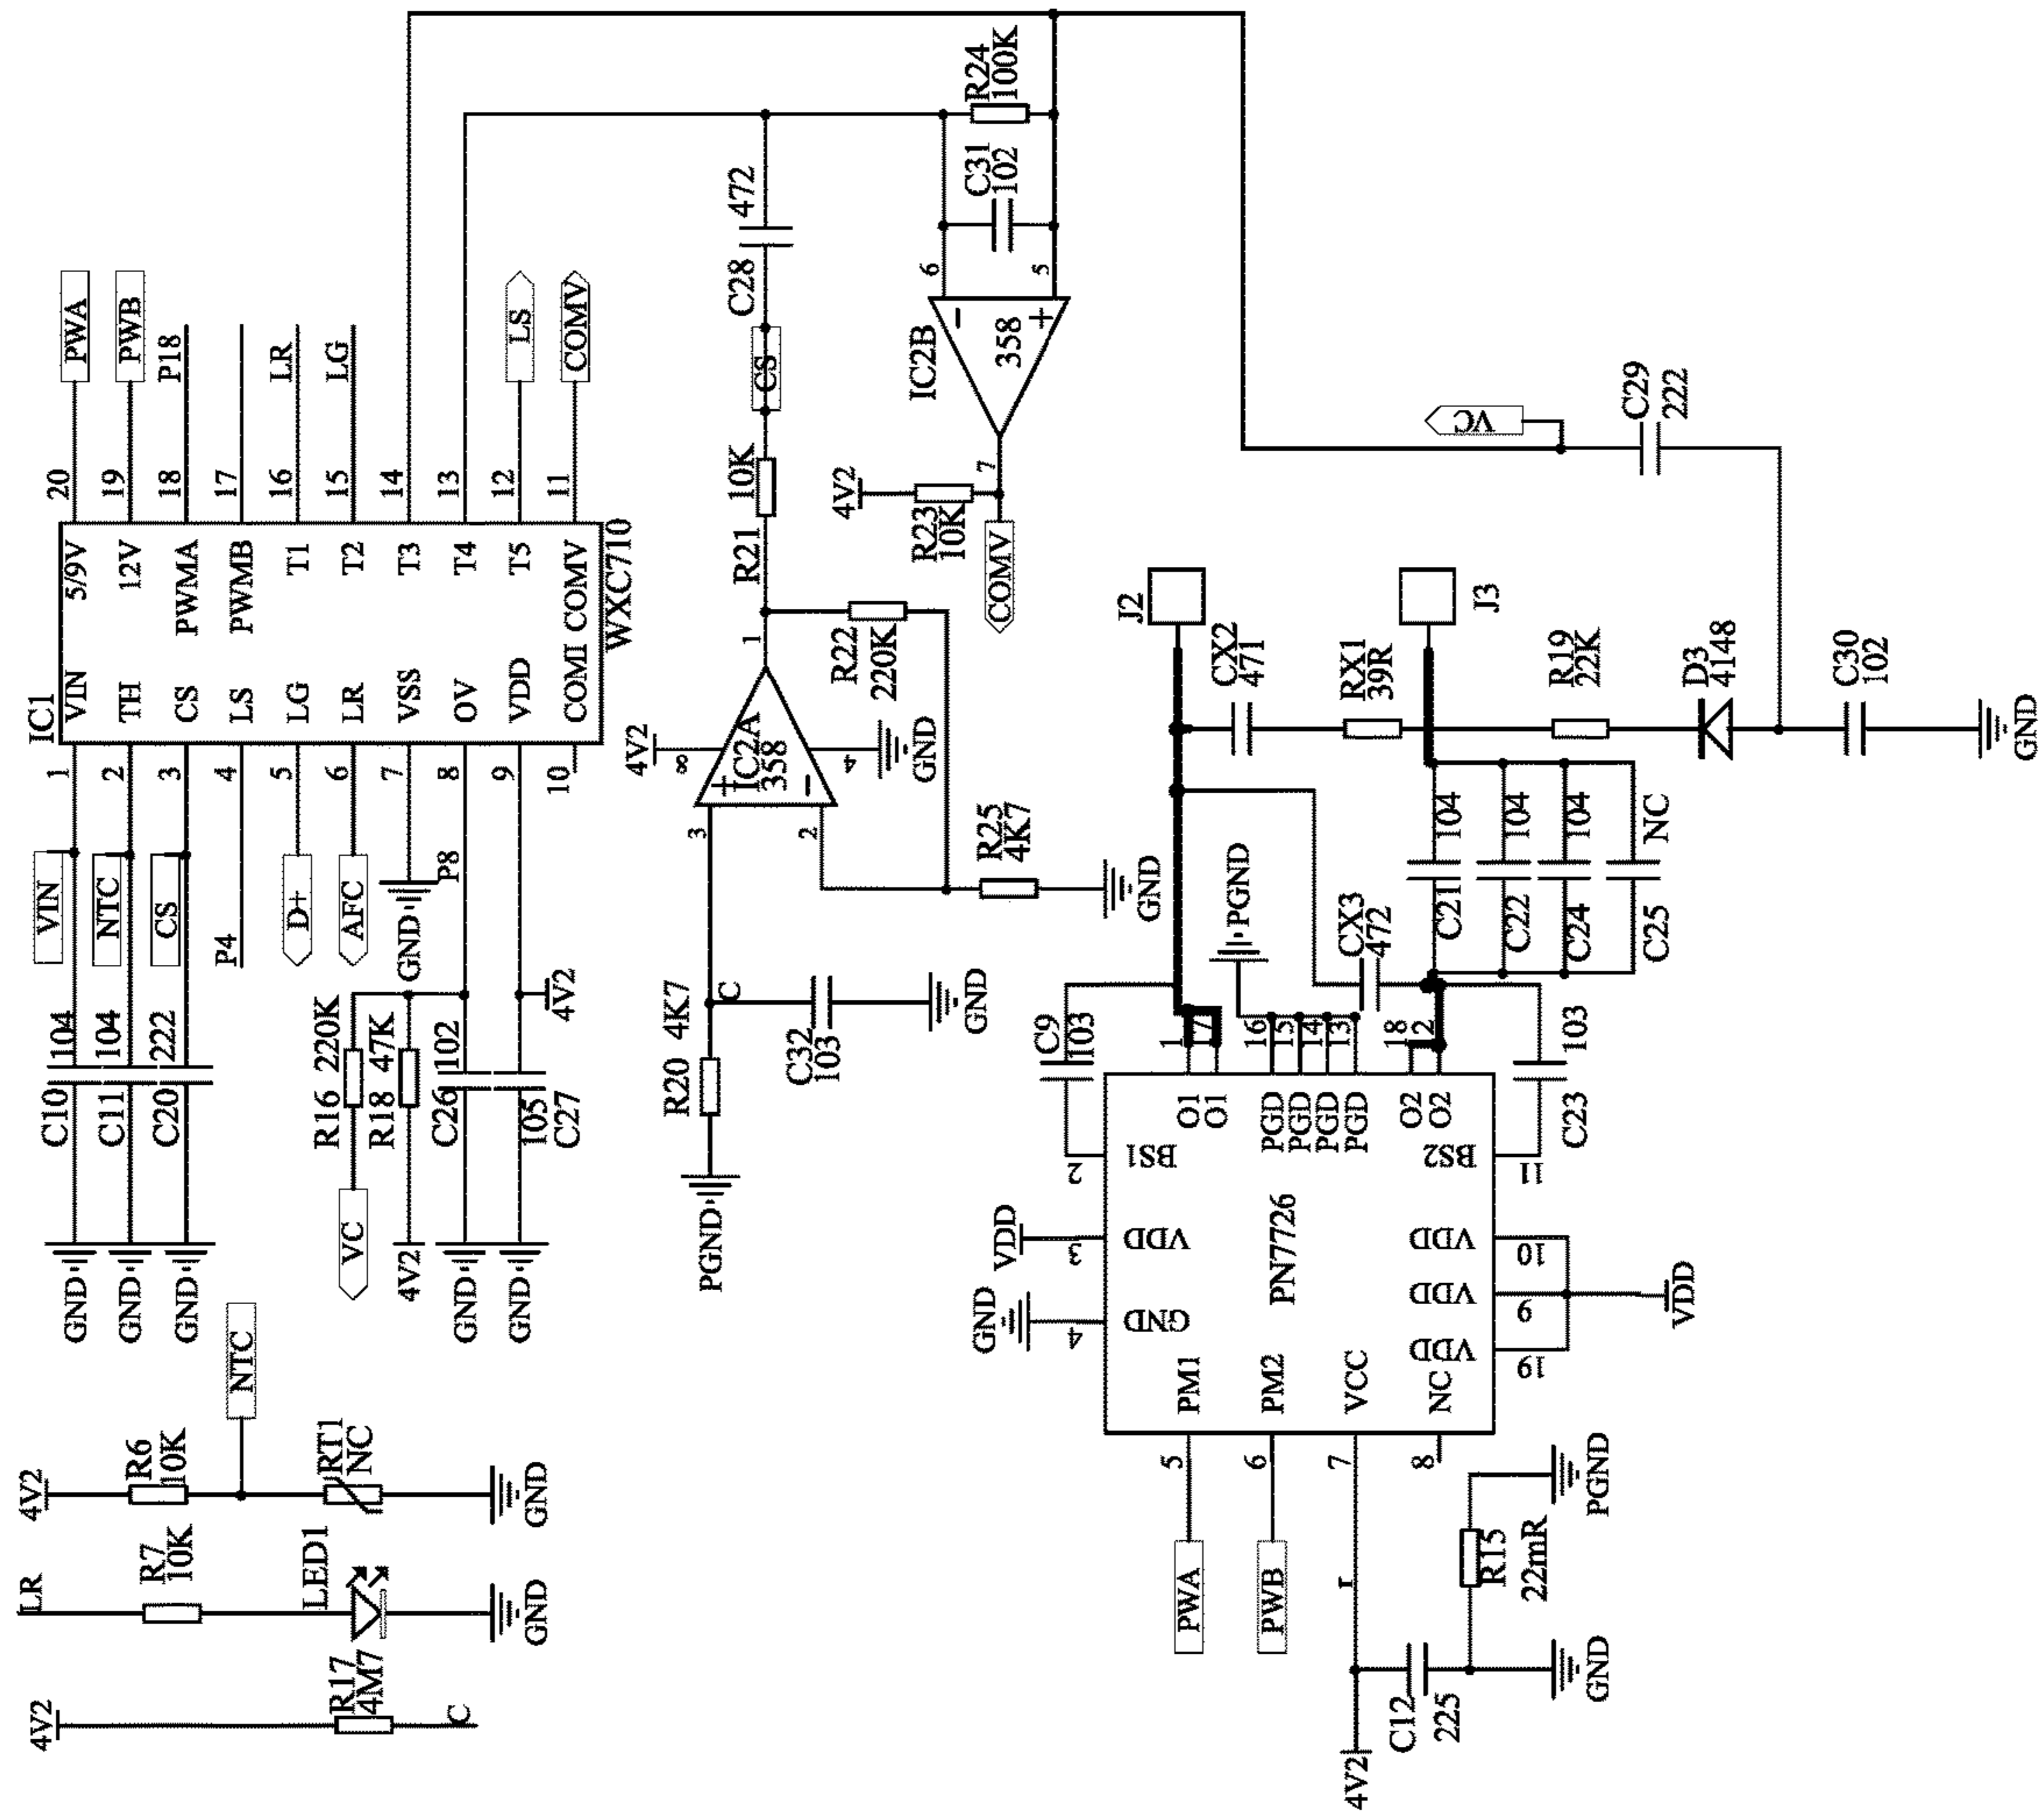 4V2
R6
10K
NTC
RT1
NC
GND
LR
R7
10K
LED1
GND
4V2
R17
4M7
C
IC1
WXC710
VIN
TH
CS
LS
LG
LR
VSS
OV
VDD
COMI
5/9V
12V
PWMA
PWMB
T1
T2
T3
T4
T5
COMV
1
2
3
4
5
6
7
8
9
10
20
19
18
17
16
15
14
13
12
11
PWA
PWB
P18
LR
LG
LS
COMV
VIN
NTC
CS
P4
D+
AFC
GND
P8
4V2
C10
104
GND
C11
104
GND
C20
222
GND
R16
220K
VC
R18
47K
4V2
C26
102
GND
105
C27
GND
PGND
R20
4K7
C
C32
103
GND
3
2
+
-
IC2A
358
4V2
8
4
GND
1
R22
220K
R25
4K7
GND
R21
10K
CS
C28
472
R24
100K
C31
102
6
5
-
+
IC2B
358
7
4V2
R23
10K
COMV
VC
C29
222
J2
CX2
471
RX1
39R
J3
R19
22K
D3
4148
C30
102
GND
C21
104
C22
104
C24
104
C25
NC
PGND
CX3
472
C9
103
C23
103
1
17
16
15
14
13
18
12
O1
O1
PGD
PGD
PGD
PGD
O2
O2
BS1
2
BS2
11
VDD
3
VDD
GND
4
GND
PN7726
VDD
10
VDD
9
VDD
19
VDD
PM1
PM2
VCC
NC
5
6
7
8
PWA
PWB
4V2
C12
225
GND
R15
22mR
PGND